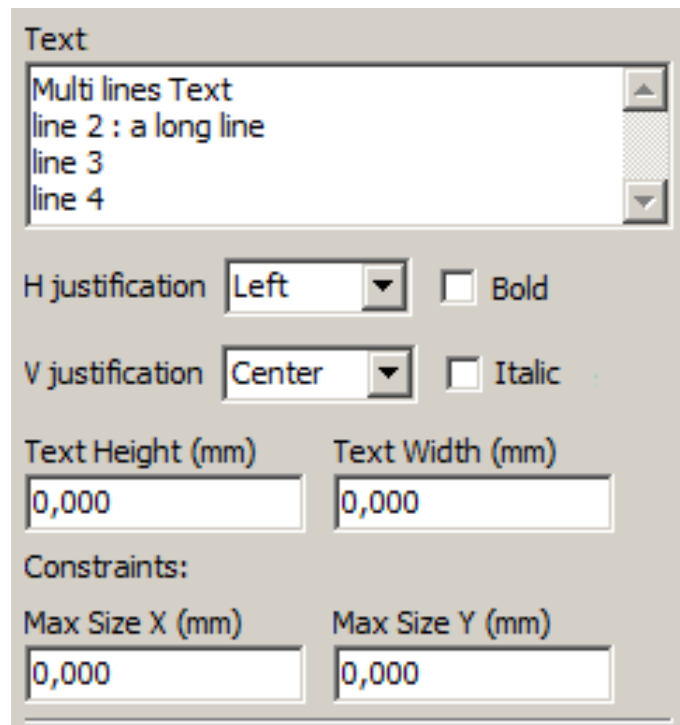 Text
Multi lines Text
line 2 : a long line
line 3
line 4
H justification Left Bold
V justification Center Italic
Text Height (mm) Text Width (mm)
0,000 0,000
Constraints:
Max Size X (mm) Max Size Y (mm)
0,000 0,000